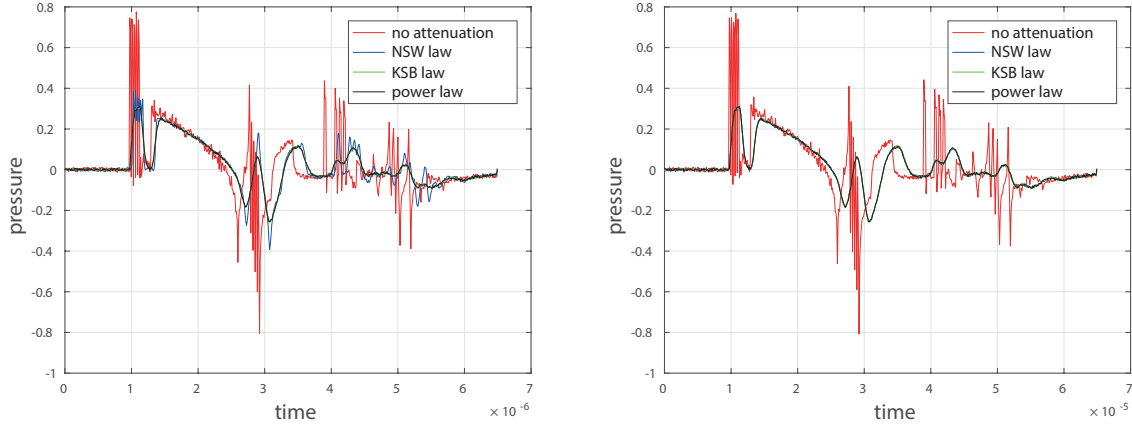 0.8
0.6
0.4
0.2
0
-0.2
-0.4
-0.6
-0.8
-1
pressure
no attenuation
NSW law
KSB law
power law
0 1 2 3 4 5 6 7
time
× 10 -6
0.8
0.6
0.4
0.2
0
-0.2
-0.4
-0.6
-0.8
-1
pressure
no attenuation
NSW law
KSB law
power law
0 1 2 3 4 5 6 7
time
× 10 -5